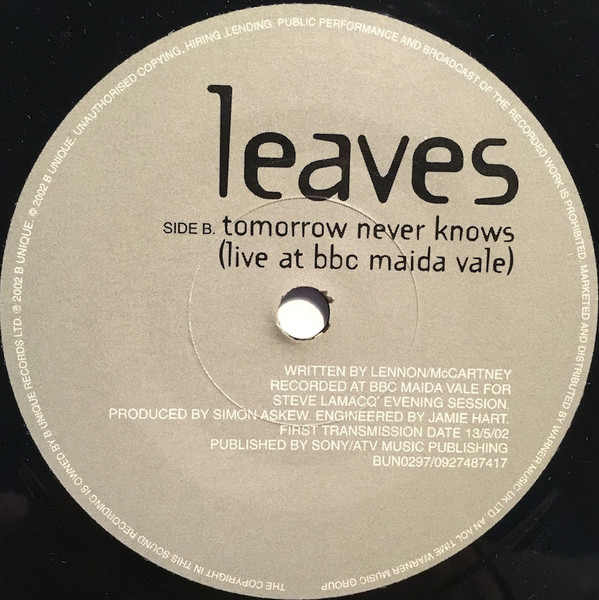 leaves
SIDE B. tomorrow never knows
(live at bbc maida vale)
WRITTEN BY LENNON/McCARTNEY
RECORDED AT BBC MAIDA VALE FOR
STEVE LAMACQ' EVENING SESSION.
PRODUCED BY SIMON ASKEW. ENGINEERED BY JAMIE HART.
FIRST TRANSMISSION DATE 13/5/02
PUBLISHED BY SONY/ATV MUSIC PUBLISHING
BUN0297/0927487417
THE COPYRIGHT IN THIS SOUND RECORDING IS OWNED BY B UNIQUE RECORDS LTD. ℗ 2002 B UNIQUE. © 2002 B UNIQUE. UNAUTHORISED COPYING, HIRING ,LENDING, PUBLIC PERFORMANCE AND BROADCAST OF THE RECORDED WORK IS PROHIBITED. MARKETED AND DISTRIBUTED BY WARNER MUSIC UK LTD. AN AOL TIME WARNER MUSIC GROUP